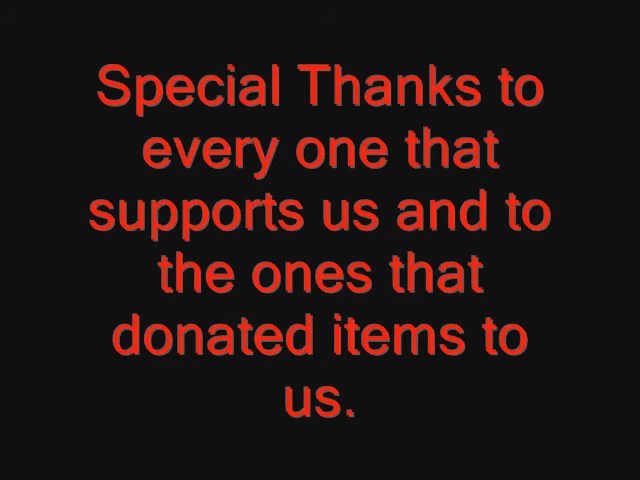 Special Thanks to
every one that
supports us and to
the ones that
donated items to
us.